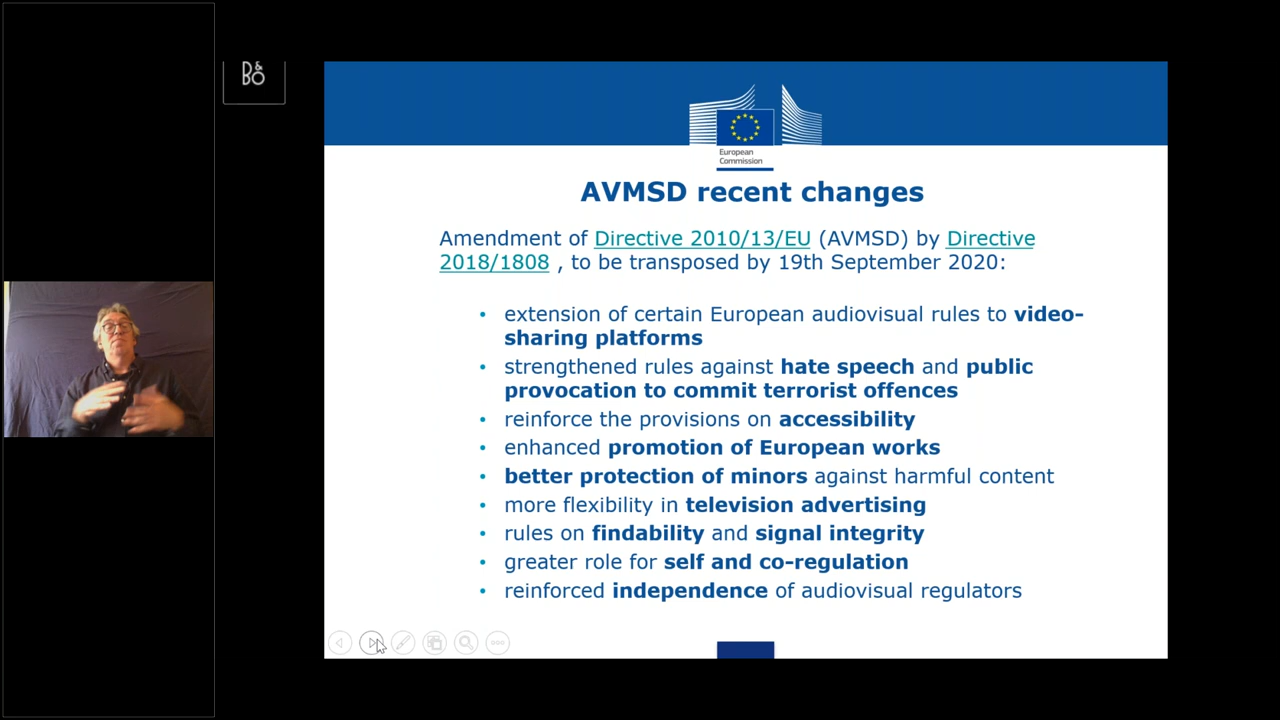 B&
BO
European
Commission
AVMSD recent changes
Amendment of Directive 2010/13/EU (AVMSD) by Directive
2018/1808 , to be transposed by 19th September 2020:
• extension of certain European audiovisual rules to video-
sharing platforms
• strengthened rules against hate speech and public
provocation to commit terrorist offences
• reinforce the provisions on accessibility
• enhanced promotion of European works
• better protection of minors against harmful content
• more flexibility in television advertising
• rules on findability and signal integrity
• greater role for self and co-regulation
• reinforced independence of audiovisual regulators